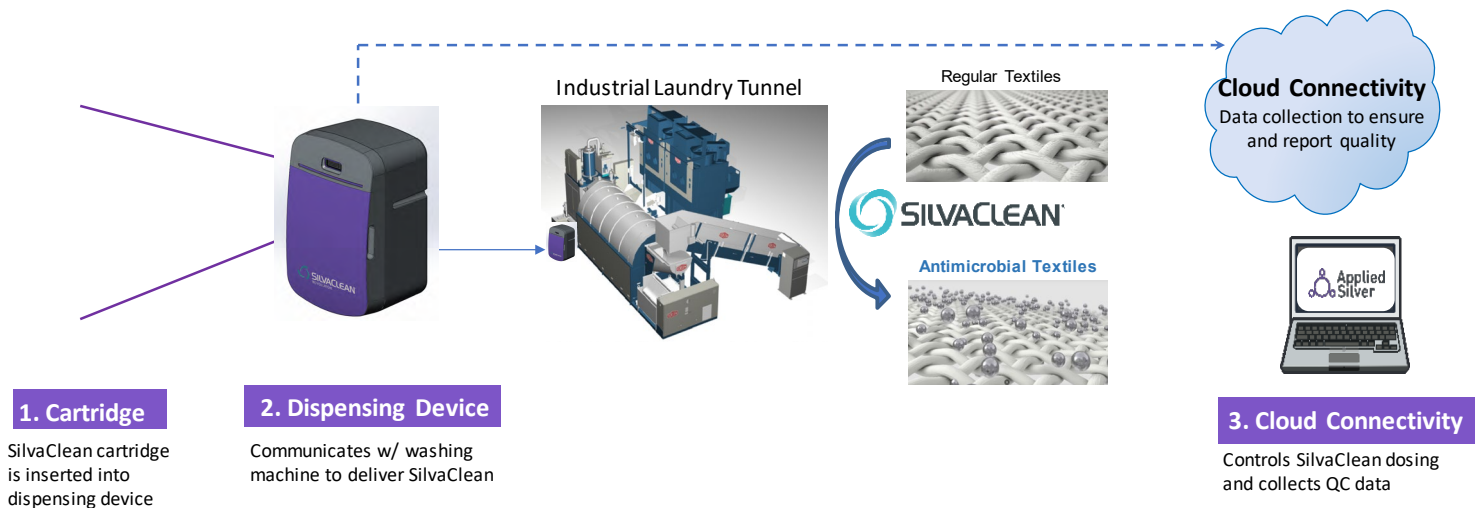 Industrial Laundry Tunnel
Regular Textiles
Cloud Connectivity
Data collection to ensure
and report quality
SILVACLEAN
SILVACLEAN
Antimicrobial Textiles
Applied
Silver
1. Cartridge
SilvaClean cartridge
is inserted into
dispensing device
2. Dispensing Device
Communicates w/ washing
machine to deliver SilvaClean
3. Cloud Connectivity
Controls SilvaClean dosing
and collects QC data